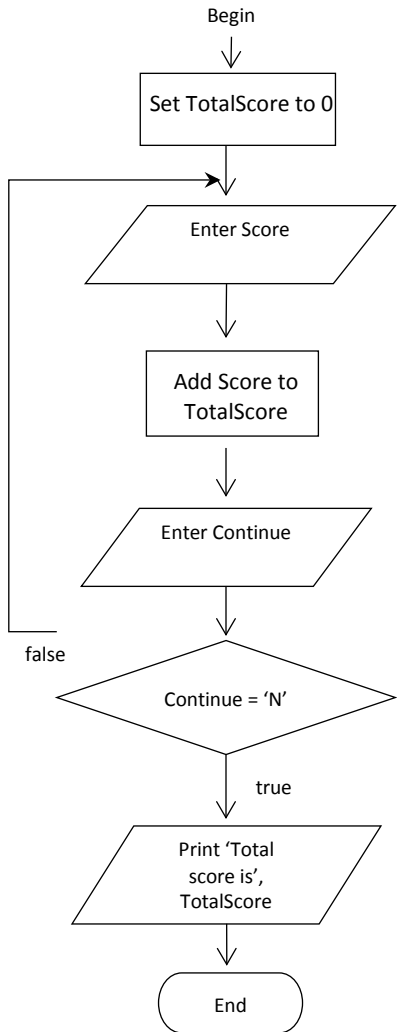 Begin
Set TotalScore to 0
Enter Score
Add Score to
TotalScore
Enter Continue
false
Continue = ‘N’
true
Print ‘Total
score is’,
TotalScore
End